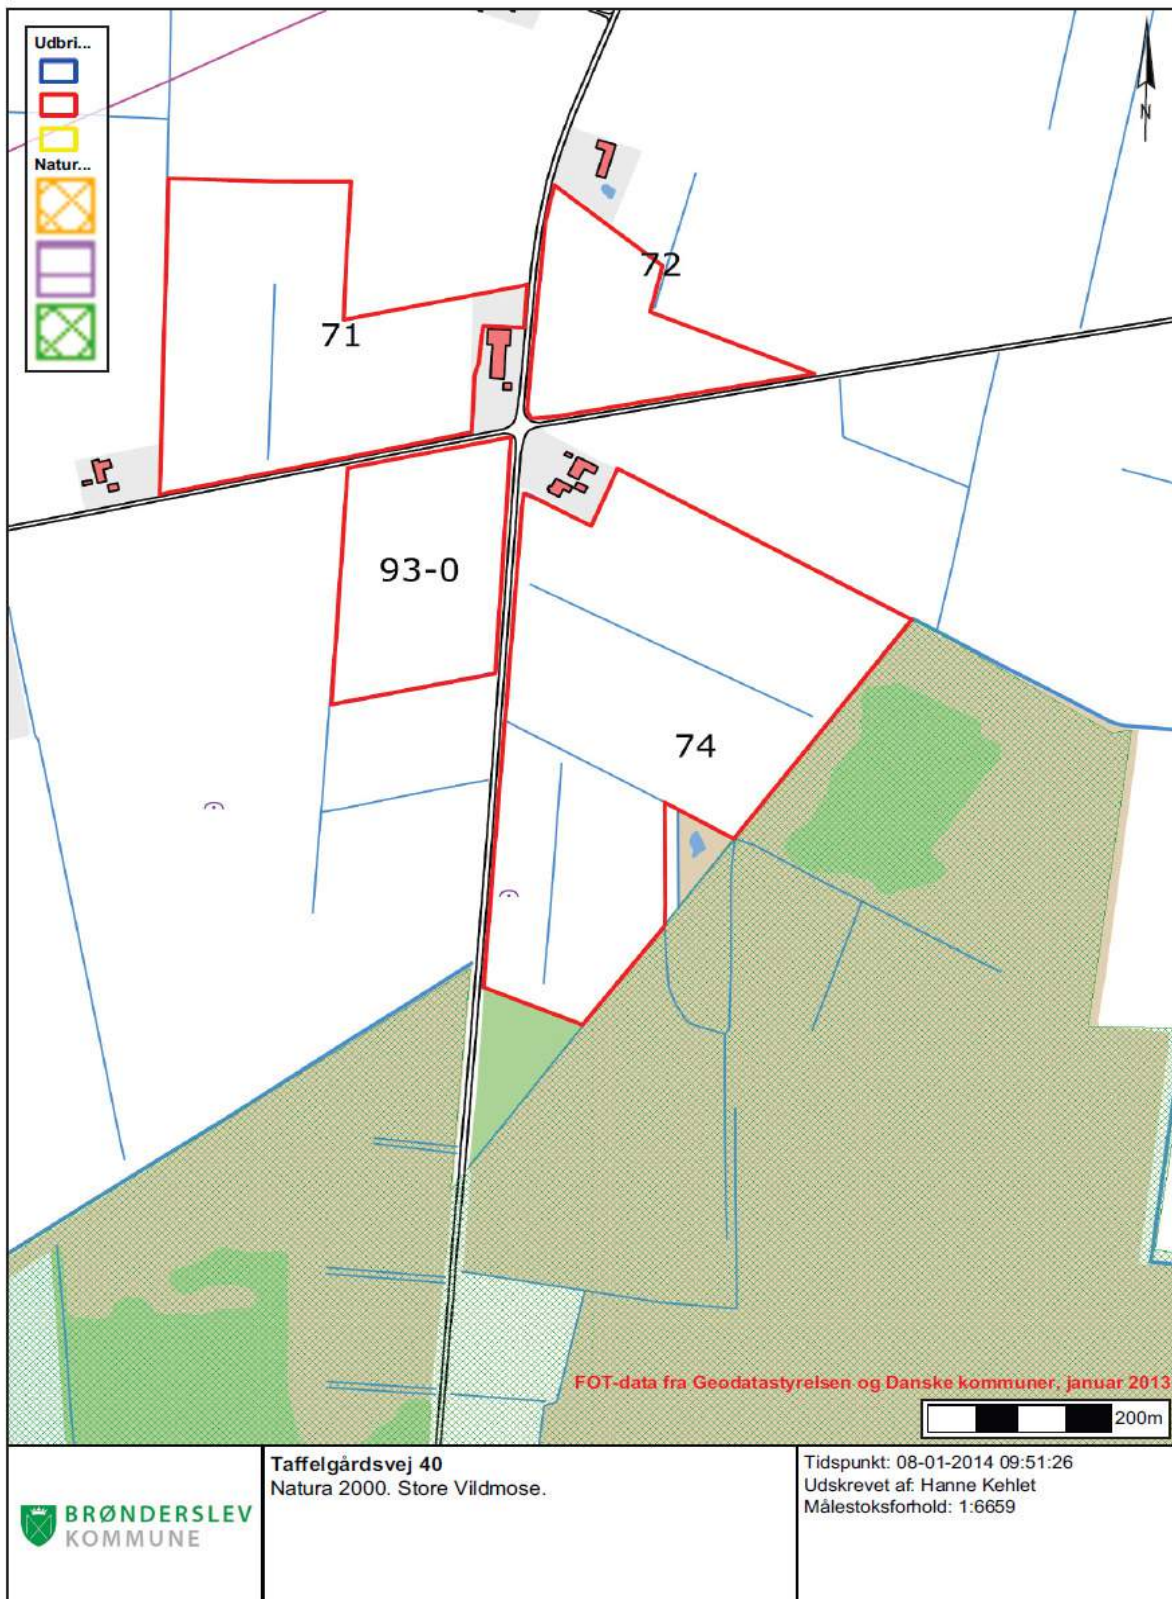 Udbri...
Natur...
N
72
71
93-0
74
FOT-data fra Geodatastyrelsen og Danske kommuner, januar 2013
200m
BRØNDERSLEV
KOMMUNE
Taffelgårdsvej 40
Natura 2000. Store Vildmose.
Tidspunkt: 08-01-2014 09:51:26
Udskrevet af: Hanne Kehlet
Målestoksforhold: 1:6659